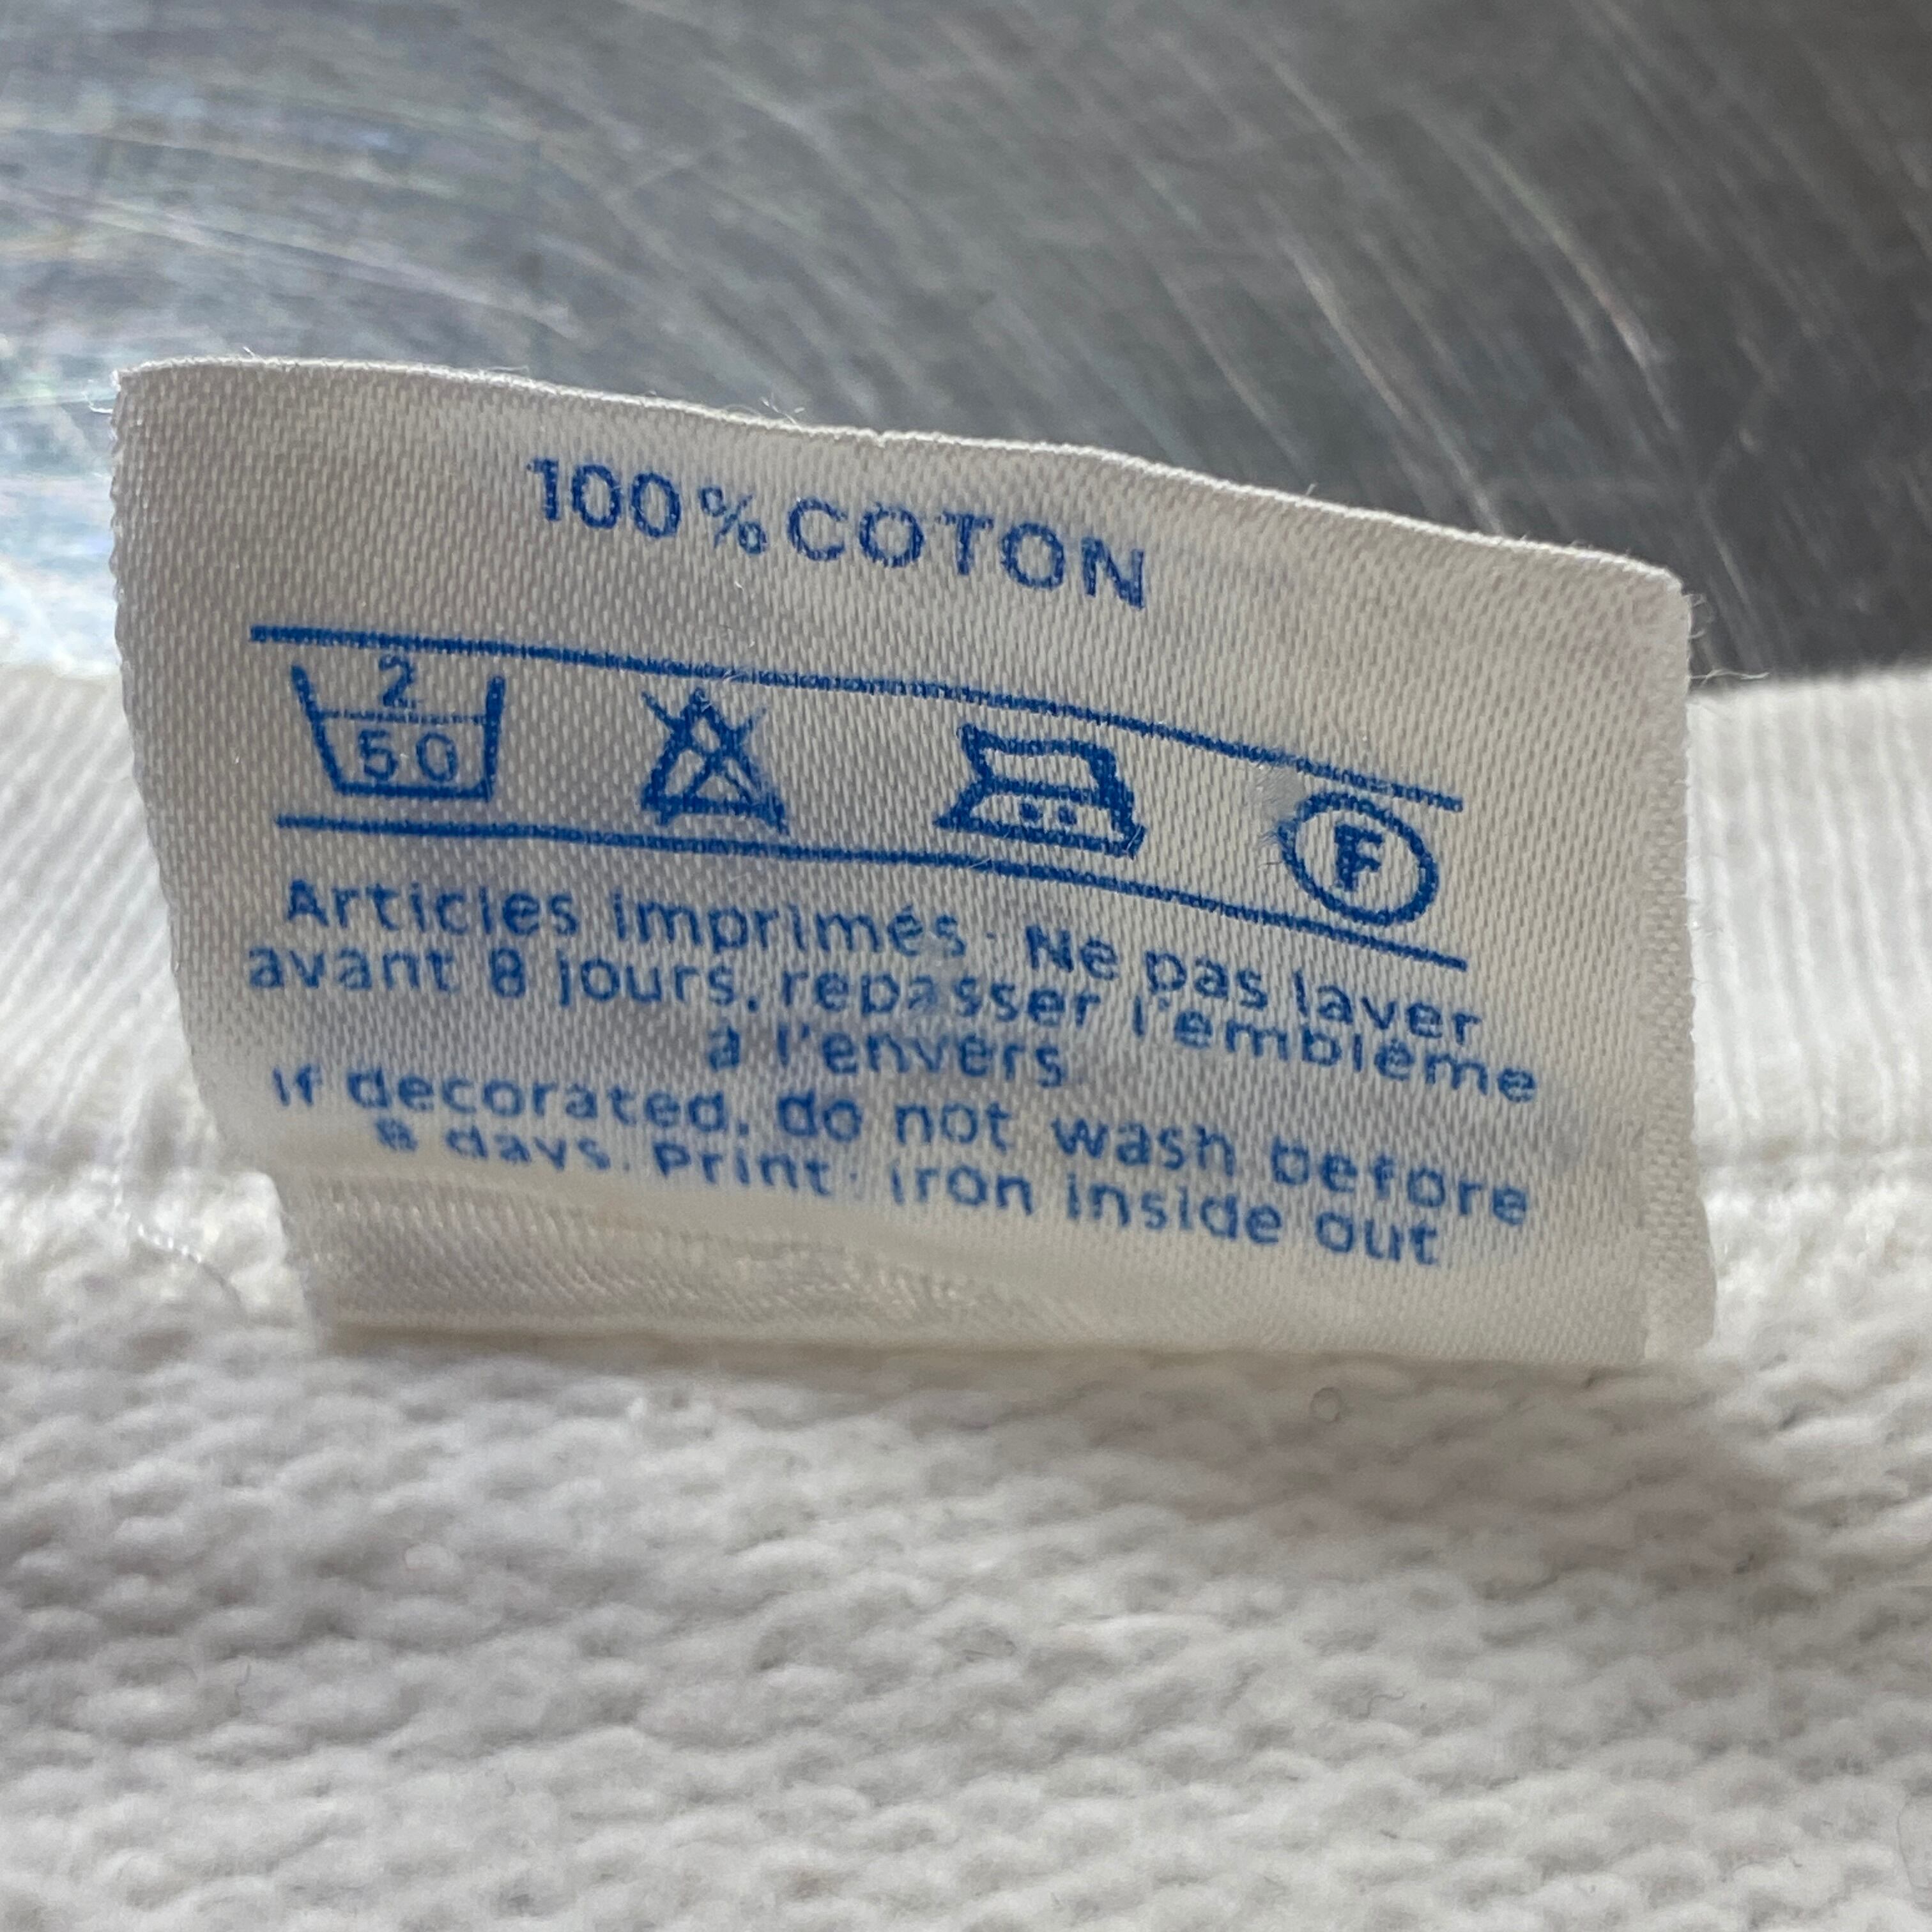 100% COTON
2
50
F
Articles imprimés · Ne pas laver
avant 8 jours, repasser l'emblème
à l'envers
If decorated, do not wash before
8 days. Print : iron inside out